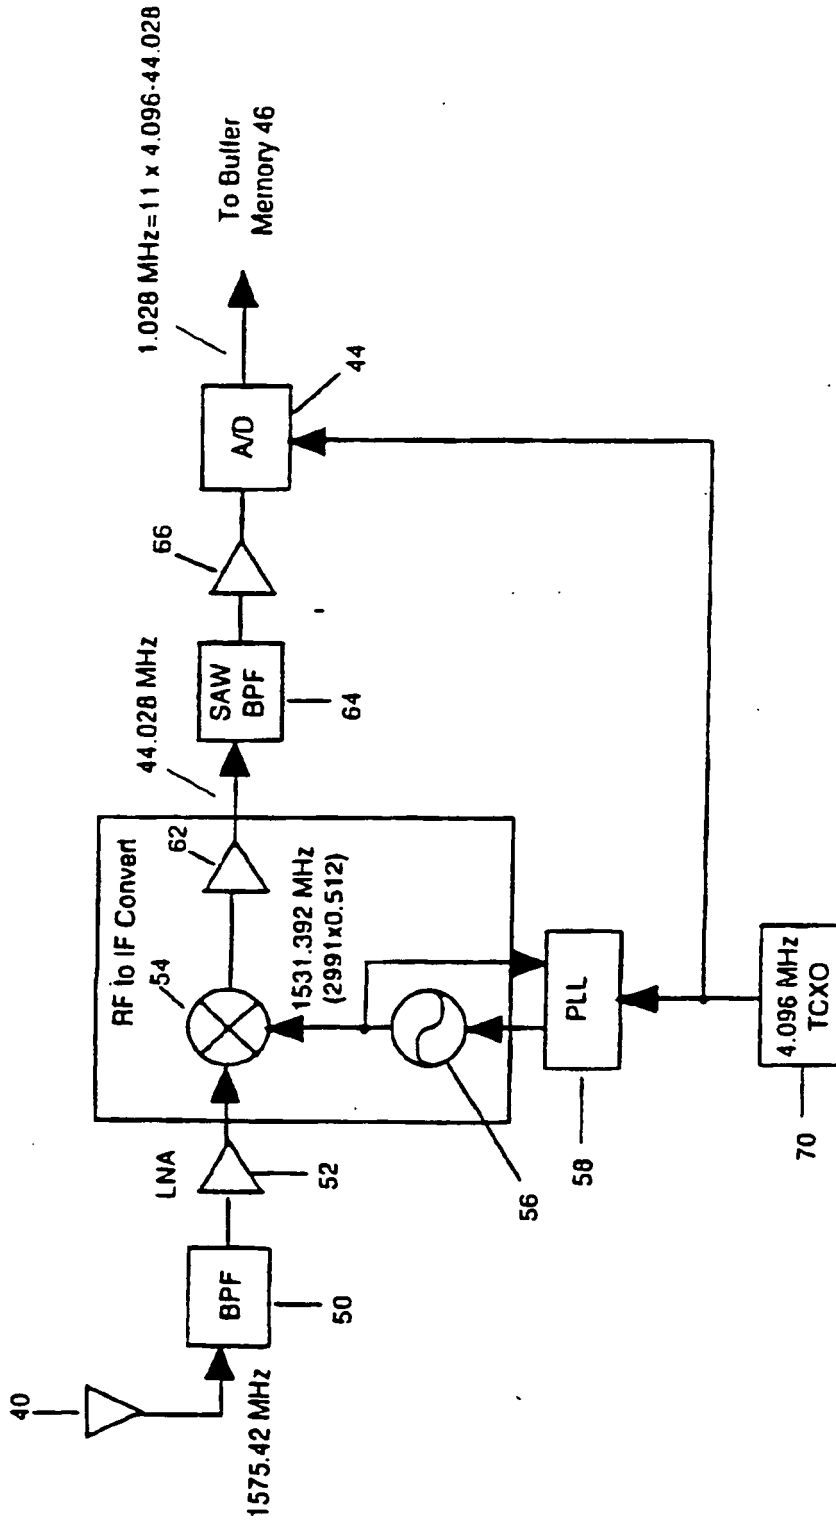 40
1575.42 MHz
BPF
50
LNA
52
RF to IF Convert
54
62
1531.392 MHz
(2991x0.512)
56
PLL
58
4.096 MHz
TCXO
70
44.028 MHz
SAW
BPF
64
66
A/D
44
1.028 MHz=11 x 4.096-44.028
To Buffer
Memory 46